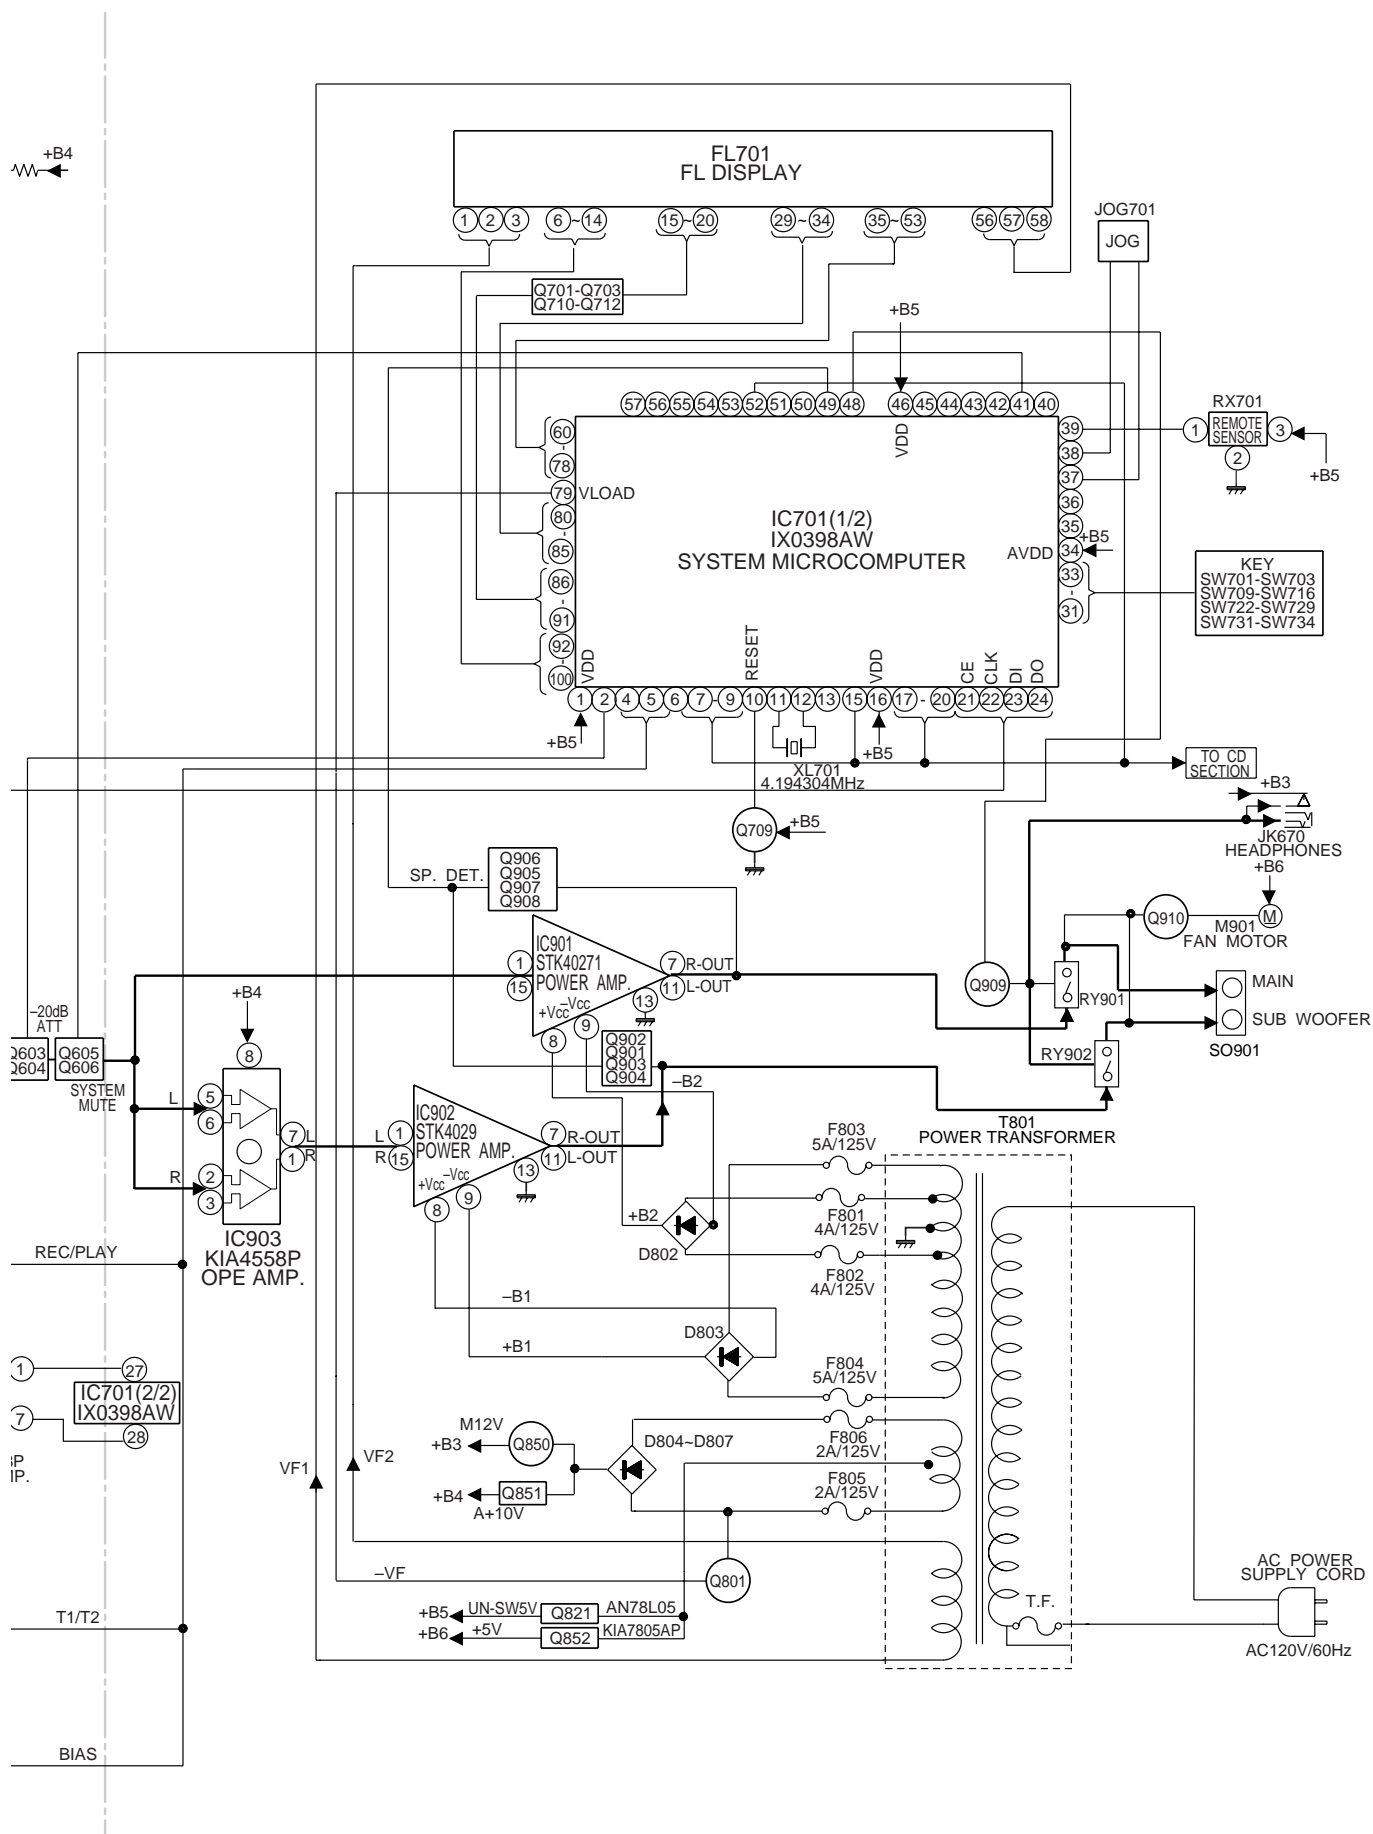 +B4
FL701
FL DISPLAY
1 2 3 6 ~ 14 15 ~ 20 29 ~ 34 35 ~ 53 56 57 58
JOG701
JOG
Q701-Q703
Q710-Q712
+B5
57 56 55 54 53 52 51 50 49 48 46 45 44 43 42 41 40
RX701
REMOTE
SENSOR
1 3
2
+B5
VDD
60 - 78
79 VLOAD
80 - 85
86 - 91
92 - 100
39
38
37
36
35
AVDD 34 +B5
33 - 31
IC701(1/2)
IX0398AW
SYSTEM MICROCOMPUTER
KEY
SW701-SW703
SW709-SW716
SW722-SW729
SW731-SW734
VDD RESET VDD CE CLK DI DO
1 2 4 5 6 7 - 9 10 11 12 13 15 16 17 - 20 21 22 23 24
+B5 +B5
XL701
4.194304MHz
TO CD
SECTION
+B3
Q709 +B5
JK670
HEADPHONES
+B6
SP. DET.
Q906
Q905
Q907
Q908
Q910
M
M901
FAN MOTOR
IC901
STK40271
POWER AMP.
1
15
7 R-OUT
11 L-OUT
13
+Vcc –Vcc
8 9
Q909
RY901
MAIN
SUB WOOFER
SO901
RY902
+B4
–20dB
ATT
Q603
Q604
Q605
Q606
SYSTEM
MUTE
8
Q902
Q901
Q903
Q904
–B2
L
R
5
6
2
3
7 L
1 R
IC903
KIA4558P
OPE AMP.
L 1
R 15
IC902
STK4029
POWER AMP.
7 R-OUT
11 L-OUT
13
+Vcc –Vcc
8 9
T801
POWER TRANSFORMER
F803
5A/125V
F801
4A/125V
+B2
D802
F802
4A/125V
REC/PLAY
–B1
D803
+B1
F804
5A/125V
1 27
IC701(2/2)
IX0398AW
7 28
P.
M12V
+B3 Q850
D804~D807
F806
2A/125V
VF1 VF2
+B4 Q851
A+10V
F805
2A/125V
–VF Q801
+B5 UN-SW5V Q821 AN78L05
+B6 +5V Q852 KIA7805AP
T.F.
AC POWER
SUPPLY CORD
AC120V/60Hz
T1/T2
BIAS